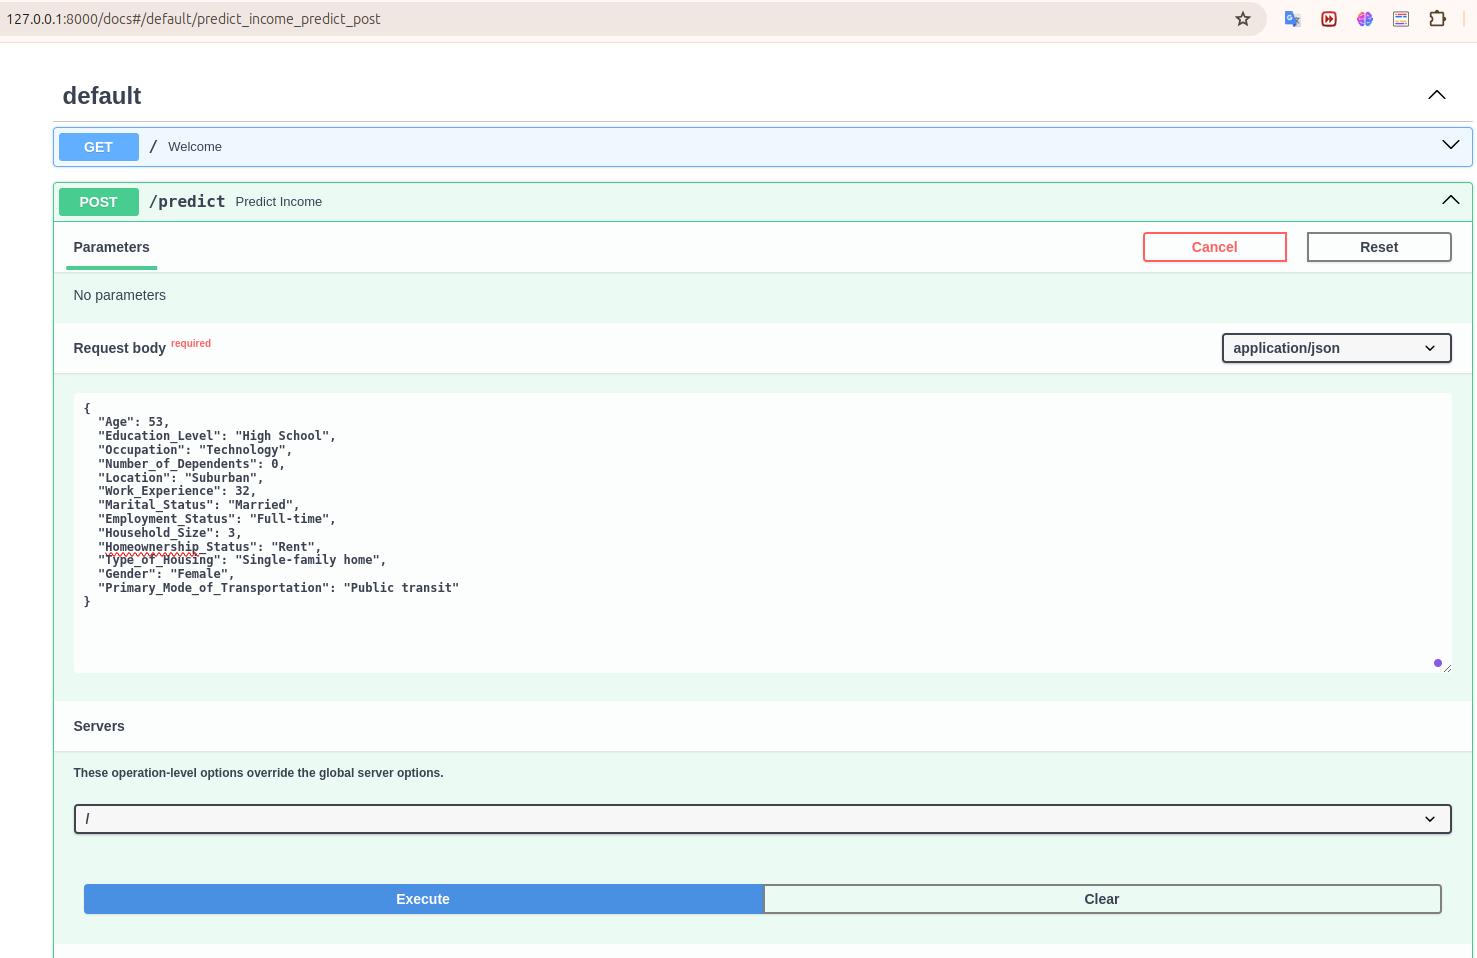 127.0.0.1:8000/docs#/default/predict_income_predict_post
default
GET / Welcome
POST /predict Predict Income
Parameters
Cancel
Reset
No parameters
Request body required
application/json
{
  "Age": 53,
  "Education_Level": "High School",
  "Occupation": "Technology",
  "Number_of_Dependents": 0,
  "Location": "Suburban",
  "Work_Experience": 32,
  "Marital_Status": "Married",
  "Employment_Status": "Full-time",
  "Household_Size": 3,
  "Homeownership_Status": "Rent",
  "Type_of_Housing": "Single-family home",
  "Gender": "Female",
  "Primary_Mode_of_Transportation": "Public transit"
}
Servers
These operation-level options override the global server options.
/
Execute
Clear